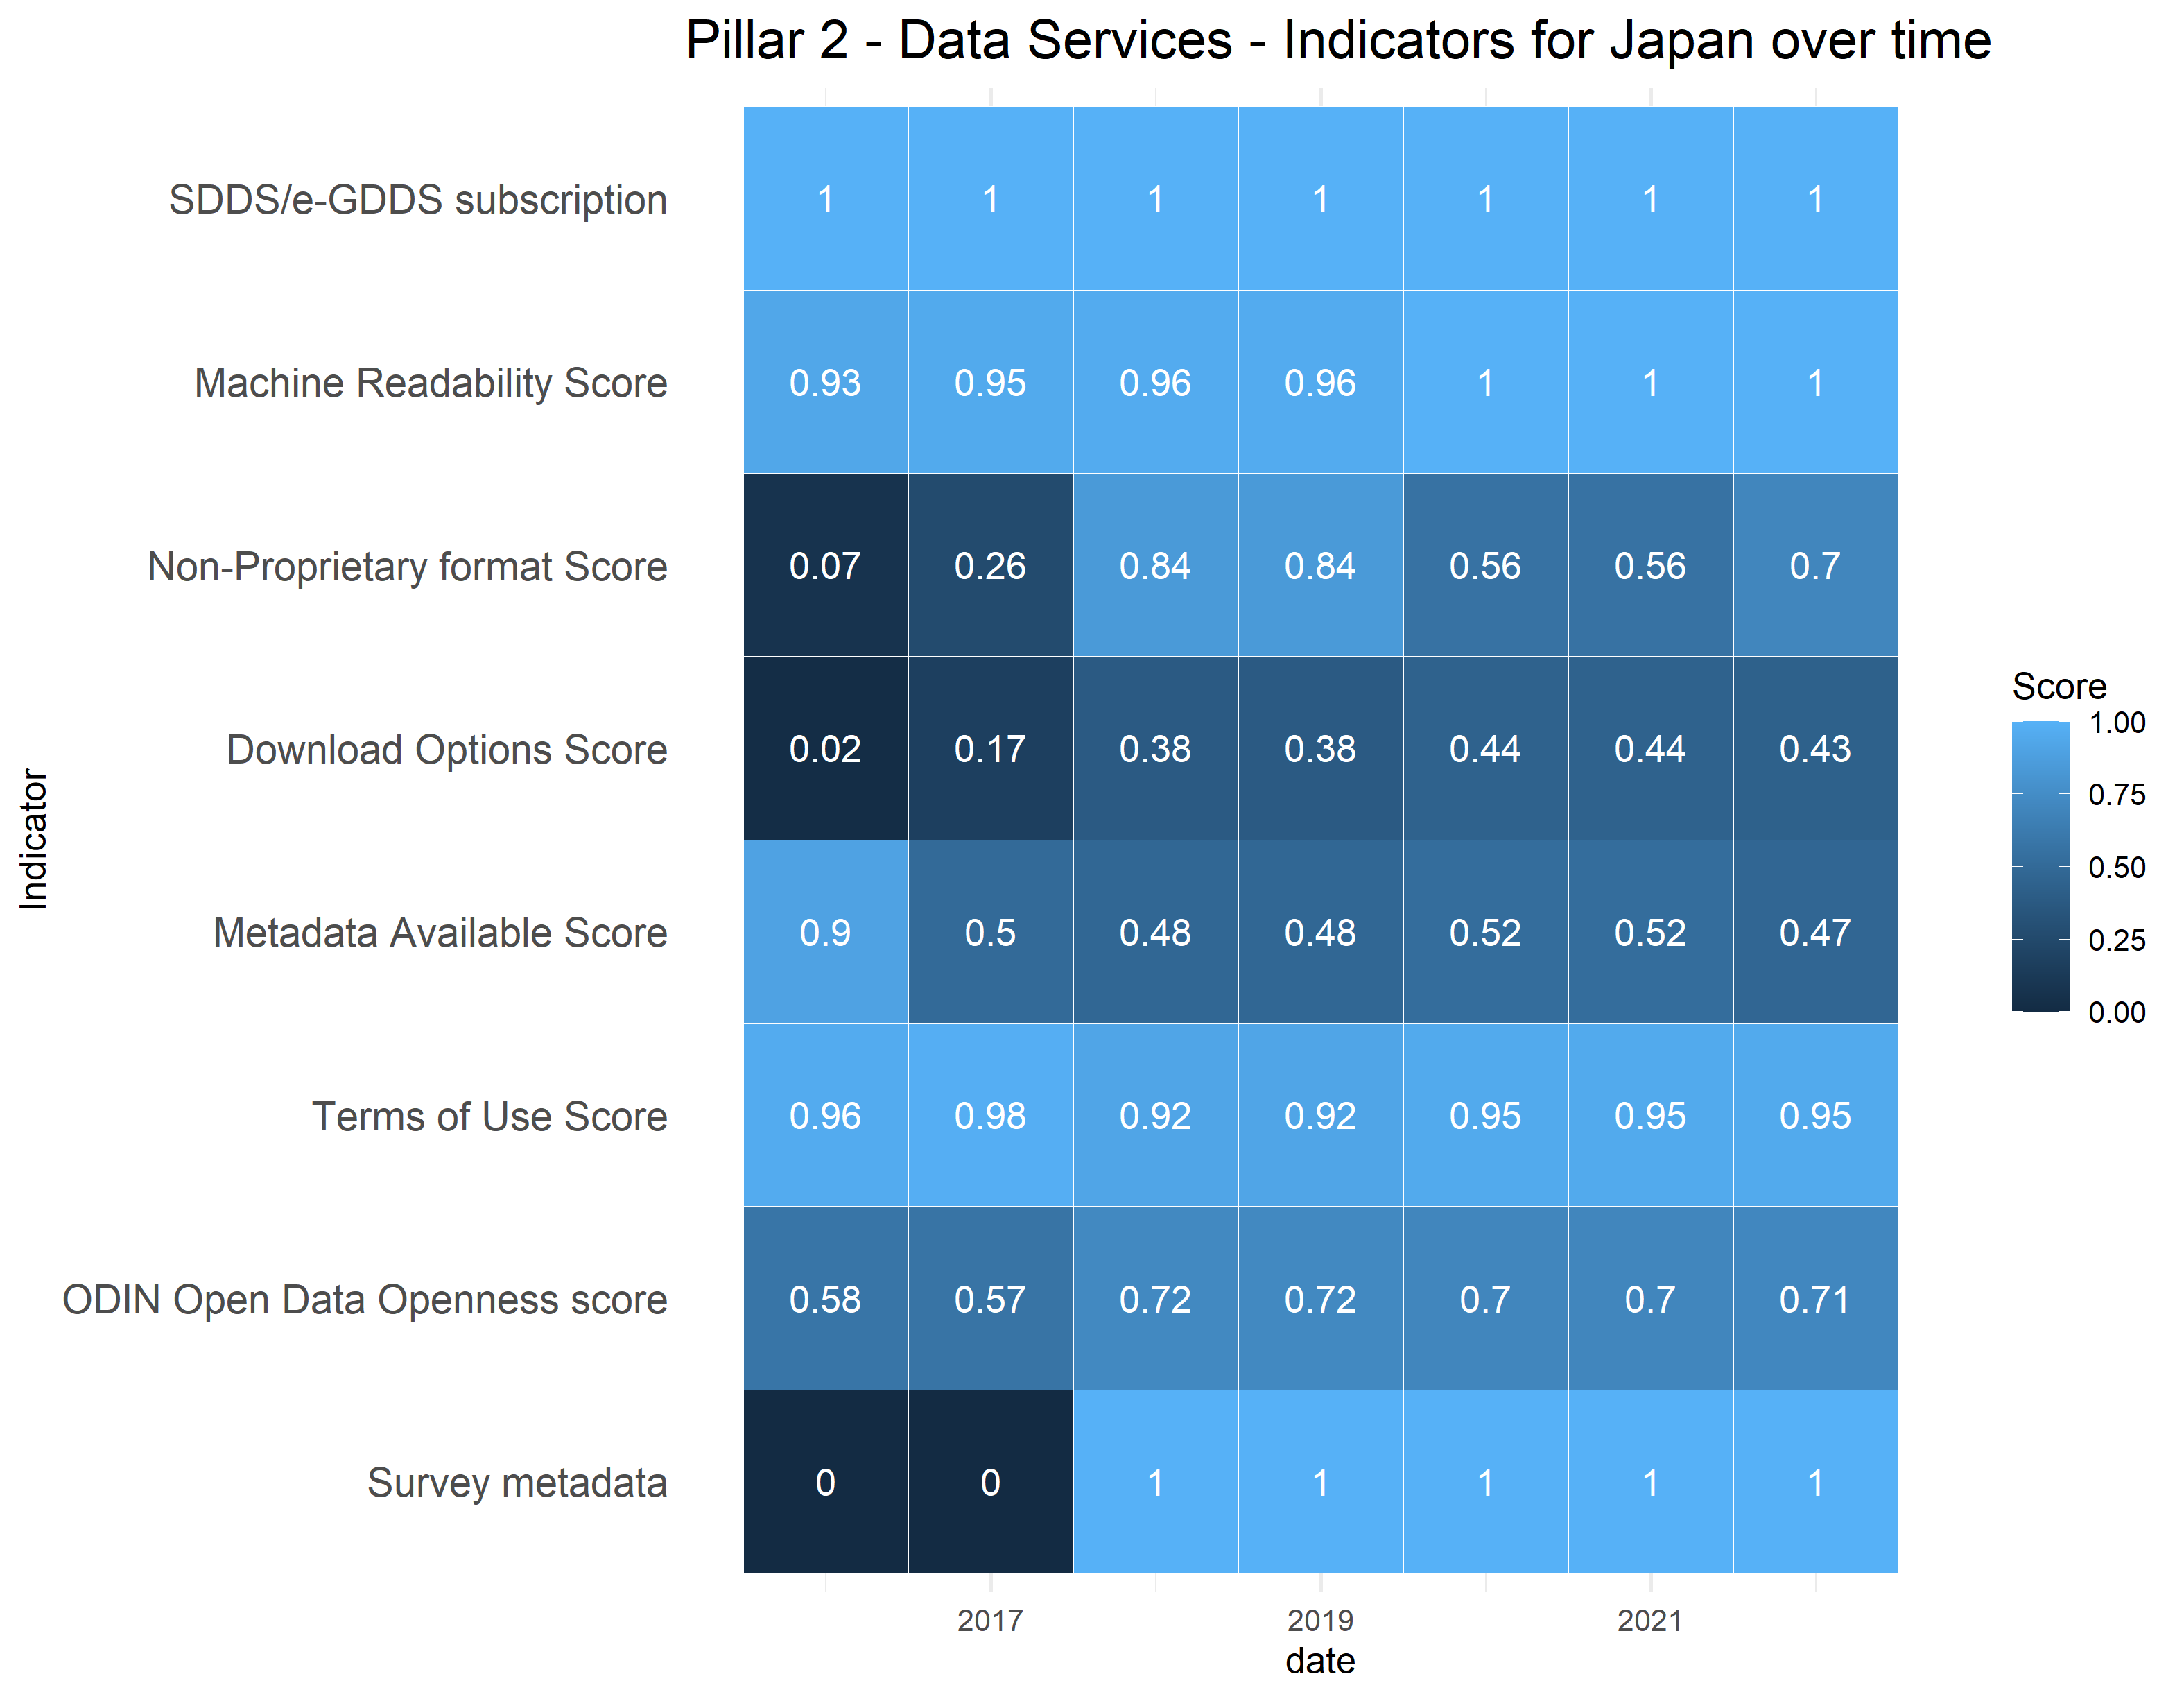 Pillar 2 - Data Services - Indicators for Japan over time
SDDS/e-GDDS subscription 1 1 1 1 1 1 1
Machine Readability Score 0.93 0.95 0.96 0.96 1 1 1
Non-Proprietary format Score 0.07 0.26 0.84 0.84 0.56 0.56 0.7
Download Options Score 0.02 0.17 0.38 0.38 0.44 0.44 0.43
Metadata Available Score 0.9 0.5 0.48 0.48 0.52 0.52 0.47
Terms of Use Score 0.96 0.98 0.92 0.92 0.95 0.95 0.95
ODIN Open Data Openness score 0.58 0.57 0.72 0.72 0.7 0.7 0.71
Survey metadata 0 0 1 1 1 1 1
Indicator
2017 2019 2021
date
Score
1.00
0.75
0.50
0.25
0.00